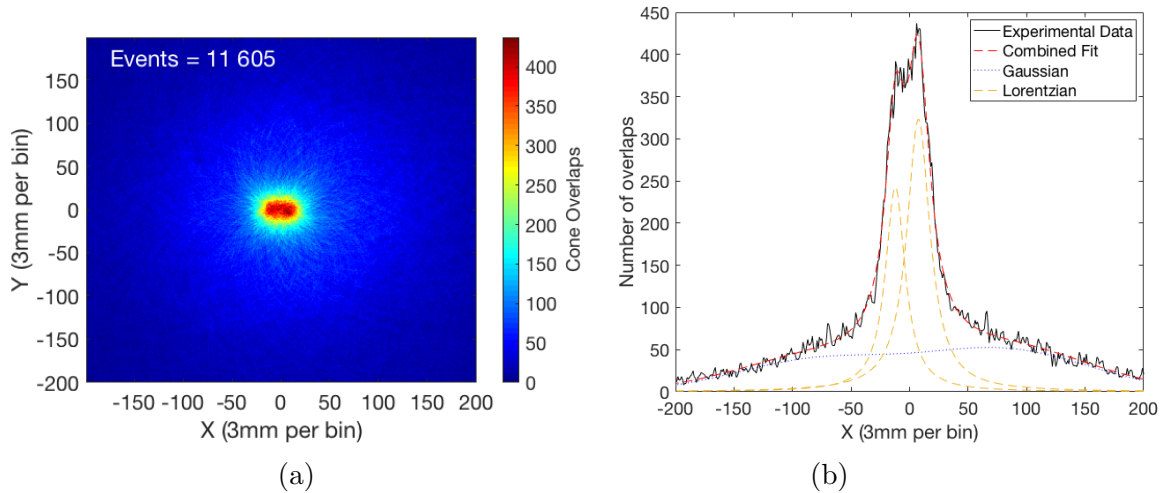 Events = 11 605
150
100
50
0
-50
-100
-150
-200
Y (3mm per bin)
-150 -100 -50 0 50 100 150 200
X (3mm per bin)
400
350
300
250
200
150
100
50
0
Cone Overlaps
(a)
450
400
350
300
250
200
150
100
50
0
Number of overlaps
Experimental Data
Combined Fit
Gaussian
Lorentzian
-200 -150 -100 -50 0 50 100 150 200
X (3mm per bin)
(b)